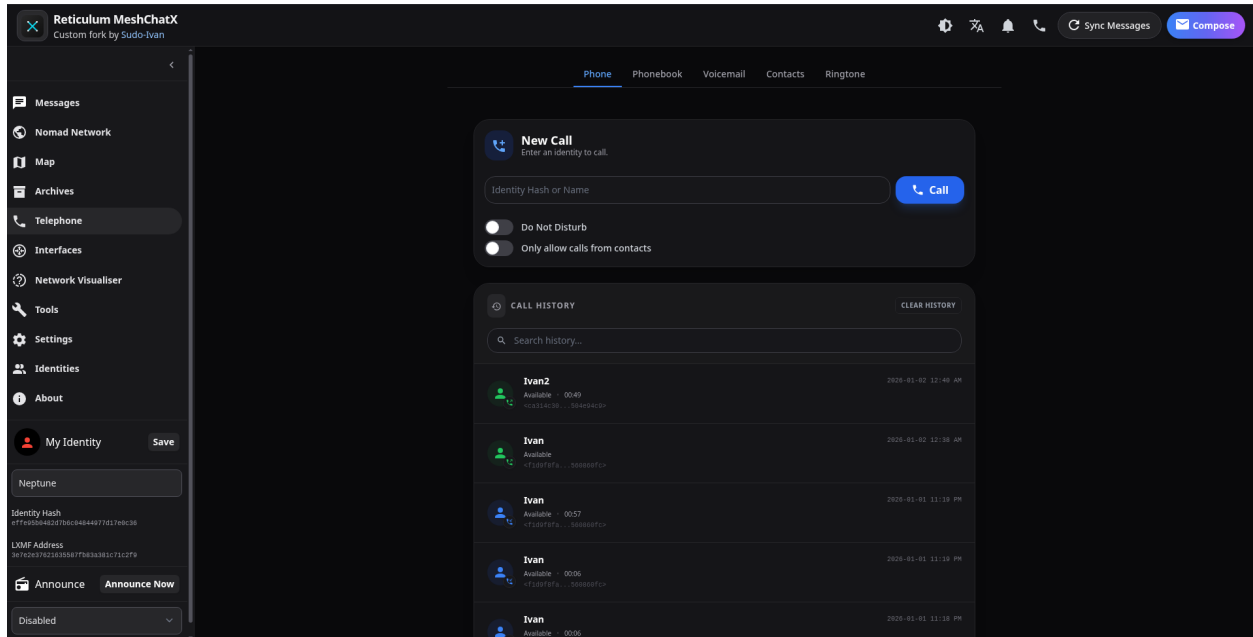 Reticulum MeshChatX
Custom fork by Sudo-Ivan
Sync Messages
Compose
Messages
Nomad Network
Map
Archives
Telephone
Interfaces
Network Visualiser
Tools
Settings
Identities
About
My Identity
Save
Neptune
Identity Hash
LXMF Address
Announce
Announce Now
Disabled
Phone
Phonebook
Voicemail
Contacts
Ringtone
New Call
Enter an identity to call.
Identity Hash or Name
Call
Do Not Disturb
Only allow calls from contacts
CALL HISTORY
CLEAR HISTORY
Search history...
Ivan2
2026-01-02 12:49 AM
Available · 00:49
Ivan
2026-01-02 12:38 AM
Available
Ivan
2026-01-01 11:19 PM
Available · 00:57
Ivan
2026-01-01 11:19 PM
Available · 00:06
Ivan
2026-01-01 11:18 PM
Available · 00:06